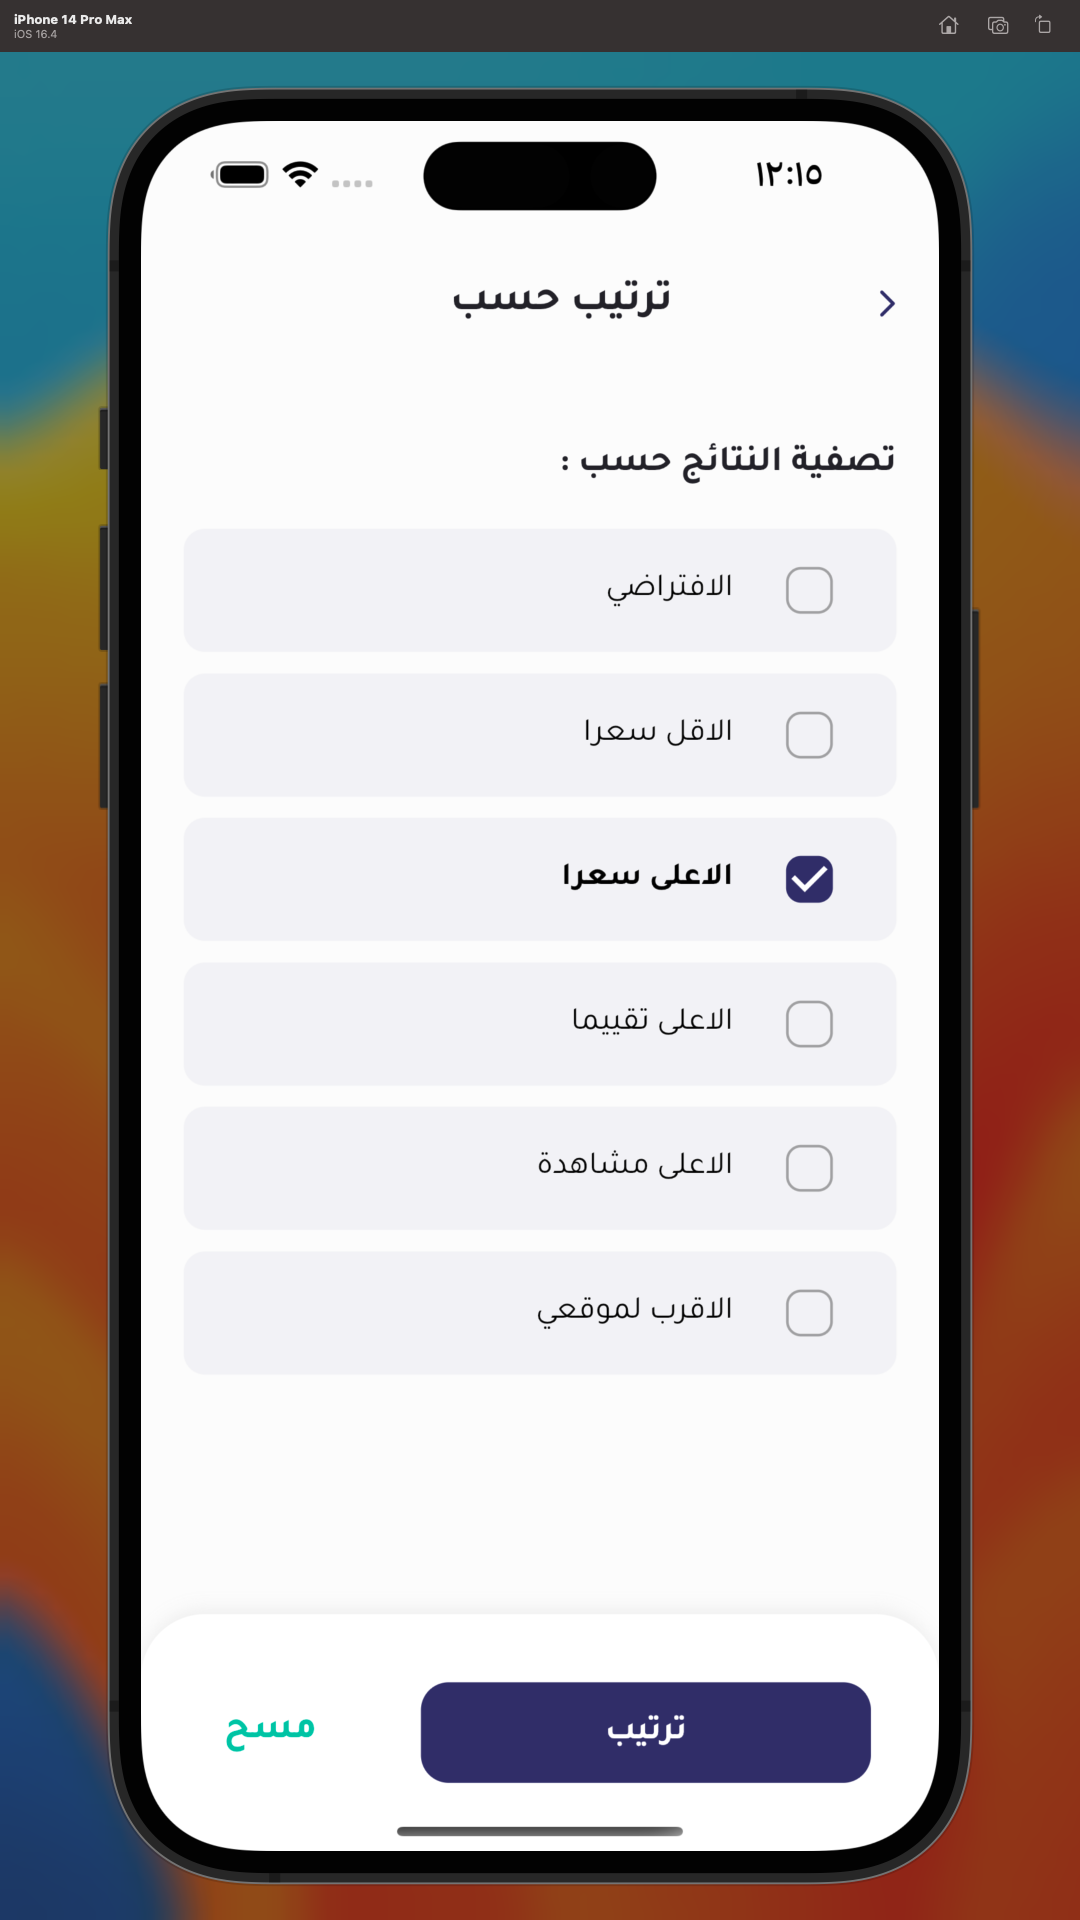 iPhone 14 Pro Max
iOS 16.4
١٢:١٥
ترتيب حسب
تصفية النتائج حسب :
الافتراضي
الاقل سعرا
الاعلى سعرا
الاعلى تقييما
الاعلى مشاهدة
الاقرب لموقعي
ترتيب
مسح